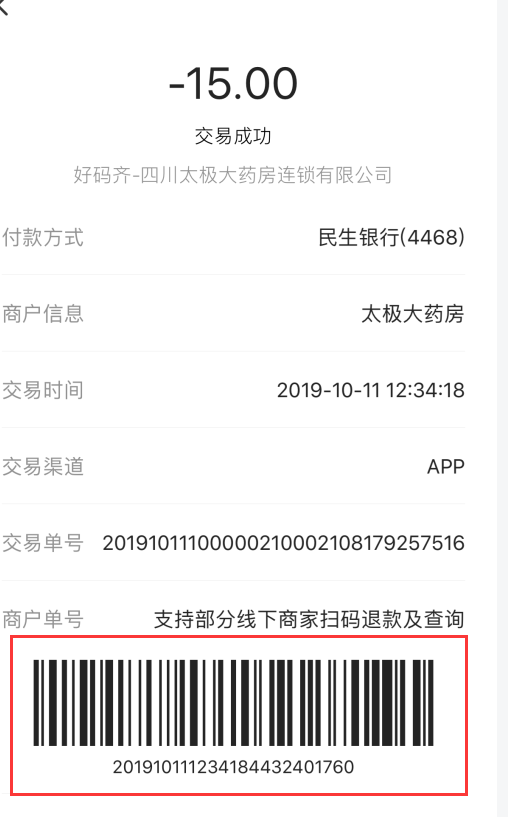 -15.00
交易成功
好码齐-四川太极大药房连锁有限公司
付款方式 民生银行(4468)
商户信息 太极大药房
交易时间 2019-10-11 12:34:18
交易渠道 APP
交易单号 2019101110000021000210817925​7516
商户单号 支持部分线下商家扫码退款及查询
201910111234184432401760